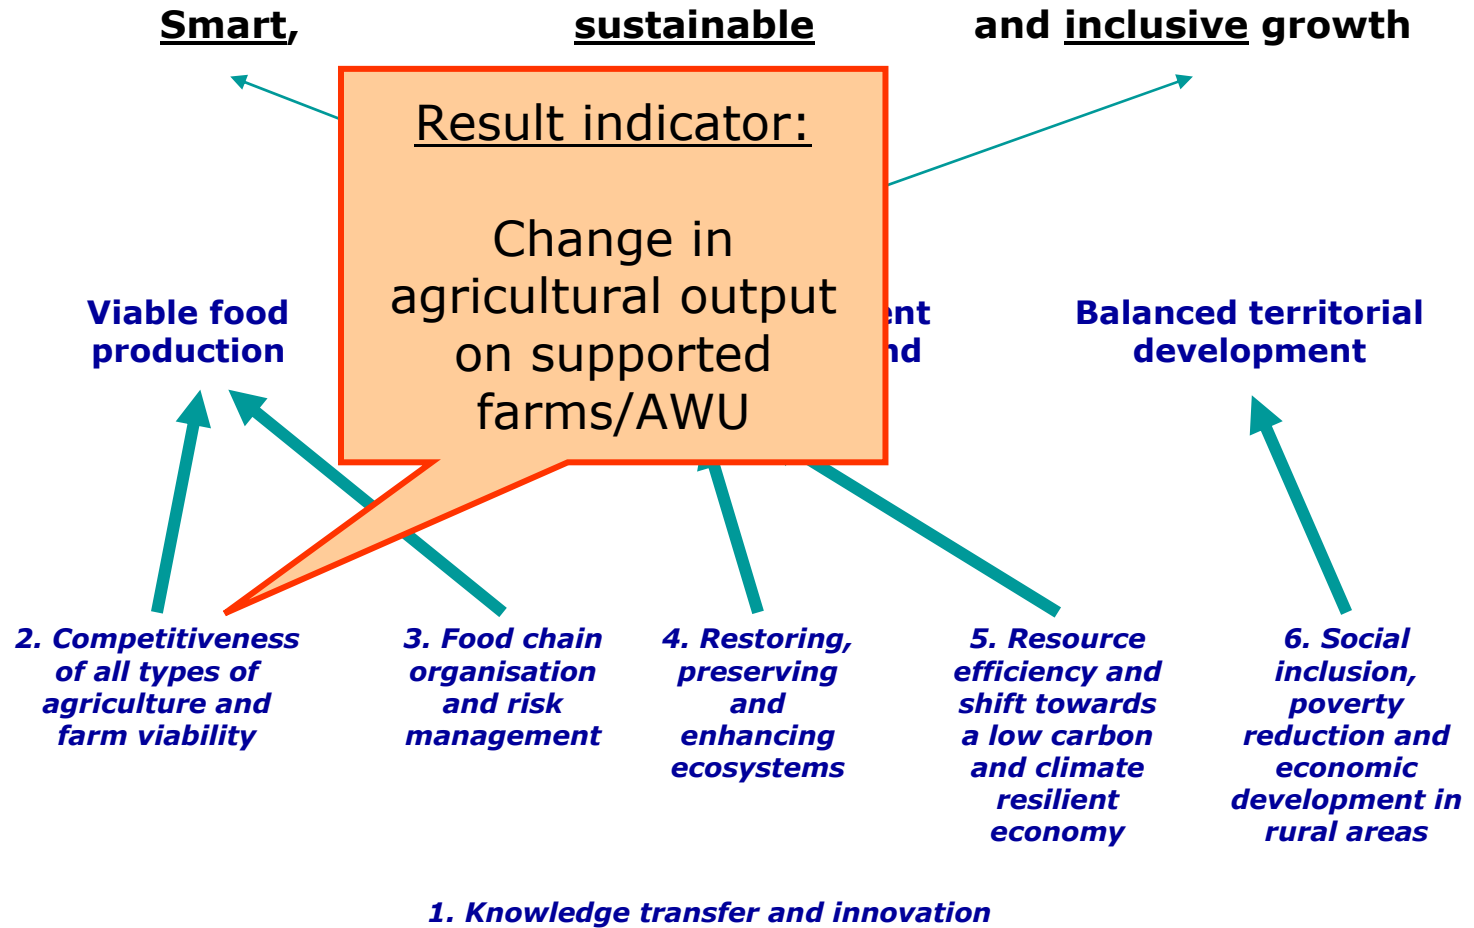 Smart, sustainable and inclusive growth
Result indicator:
Change in
agricultural output
on supported
farms/AWU
Viable food
production
Balanced territorial
development
2. Competitiveness
of all types of
agriculture and
farm viability
3. Food chain
organisation
and risk
management
4. Restoring,
preserving
and
enhancing
ecosystems
5. Resource
efficiency and
shift towards
a low carbon
and climate
resilient
economy
6. Social
inclusion,
poverty
reduction and
economic
development in
rural areas
1. Knowledge transfer and innovation